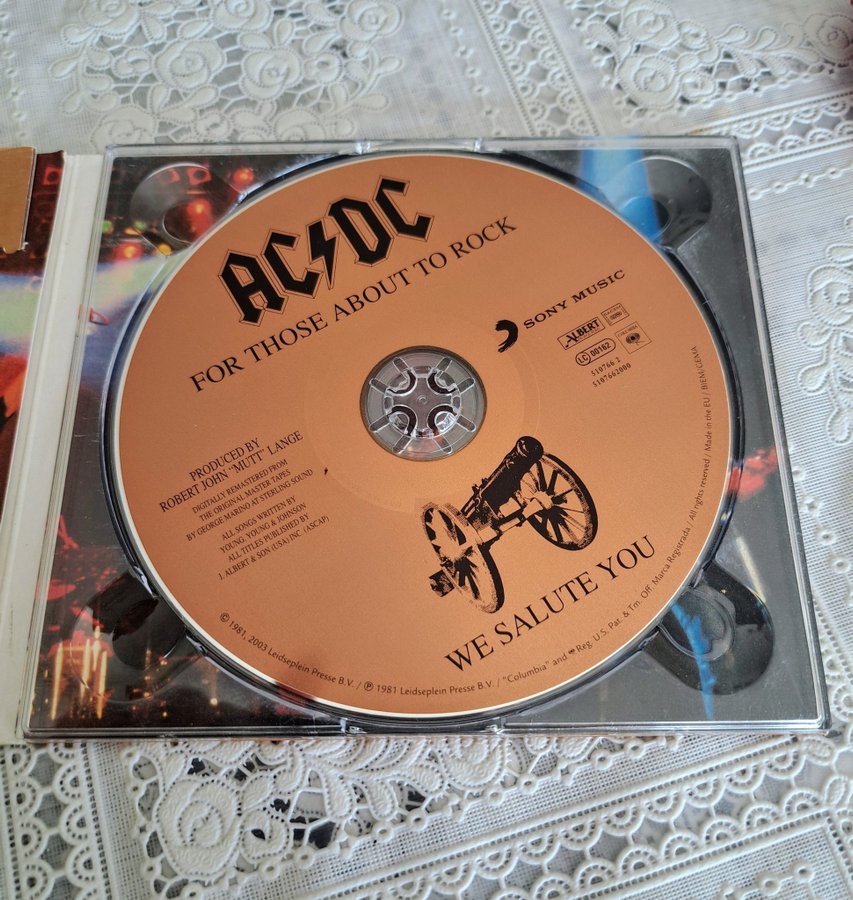 AC⚡DC
FOR THOSE ABOUT TO ROCK
SONY MUSIC
ALBERT
COLUMBIA
LC 00162
510766 2
5107662000
PRODUCED BY
ROBERT JOHN "MUTT" LANGE
DIGITALLY REMASTERED FROM
THE ORIGINAL MASTER TAPES
BY GEORGE MARINO AT STERLING SOUND
ALL SONGS WRITTEN BY
YOUNG, YOUNG & JOHNSON
ALL TITLES PUBLISHED BY
J. ALBERT & SON (USA) INC (ASCAP)
WE SALUTE YOU
© 1981, 2003 Leidseplein Presse B.V. / ℗ 1981 Leidseplein Presse B.V. / "Columbia" and Reg. U.S. Pat. & Tm. Off. Marca Registrada / All rights reserved / Made in the EU / BIEM/GEMA